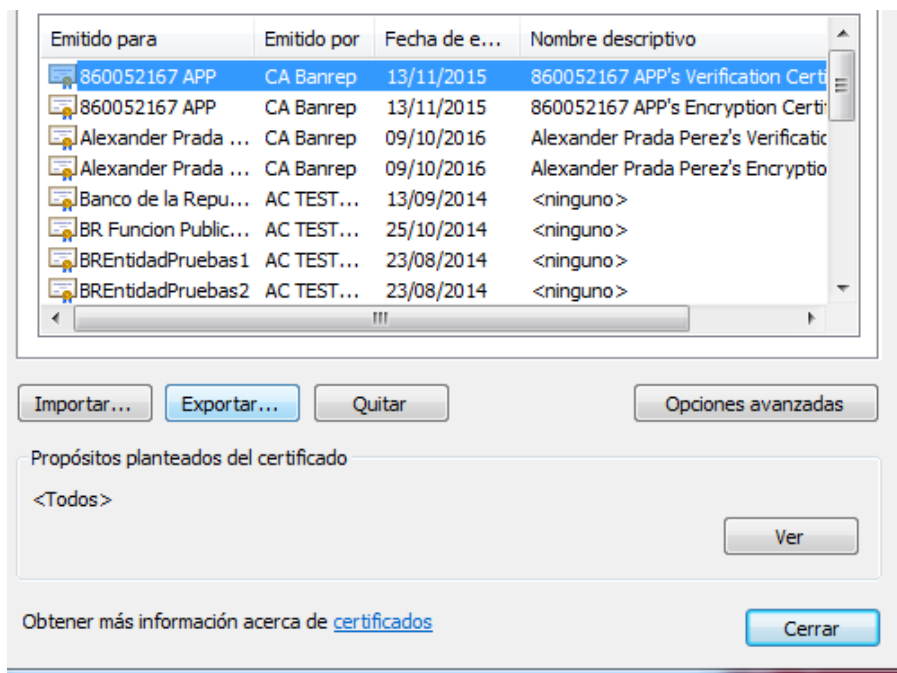 Emitido para Emitido por Fecha de e... Nombre descriptivo
860052167 APP CA Banrep 13/11/2015 860052167 APP's Verification Certi
860052167 APP CA Banrep 13/11/2015 860052167 APP's Encryption Certif
Alexander Prada ... CA Banrep 09/10/2016 Alexander Prada Perez's Verificatio
Alexander Prada ... CA Banrep 09/10/2016 Alexander Prada Perez's Encryptio
Banco de la Repu... AC TEST... 13/09/2014 <ninguno>
BR Funcion Public... AC TEST... 25/10/2014 <ninguno>
BREntidadPruebas1 AC TEST... 23/08/2014 <ninguno>
BREntidadPruebas2 AC TEST... 23/08/2014 <ninguno>
Importar... Exportar... Quitar Opciones avanzadas
Propósitos planteados del certificado
<Todos>
Ver
Obtener más información acerca de certificados
Cerrar